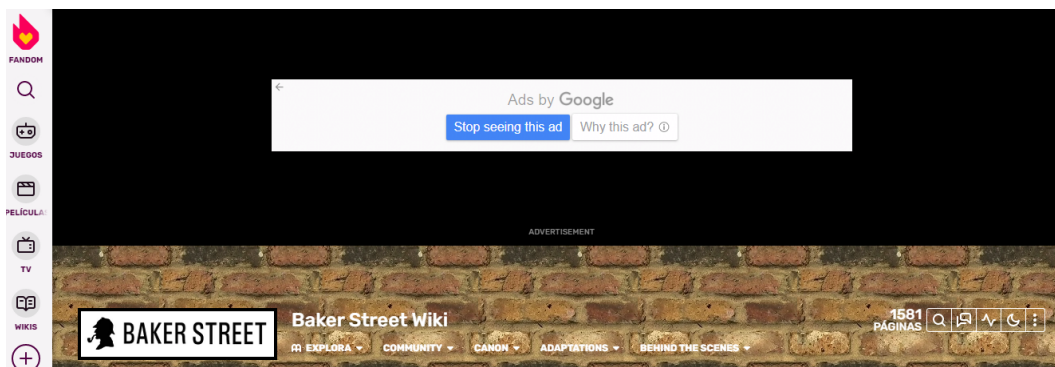 FANDOM
JUEGOS
PELÍCULAS
TV
WIKIS
Ads by Google
Stop seeing this ad
Why this ad?
ADVERTISEMENT
BAKER STREET
Baker Street Wiki
EXPLORA COMMUNITY CANON ADAPTATIONS BEHIND THE SCENES
1581
PÁGINAS